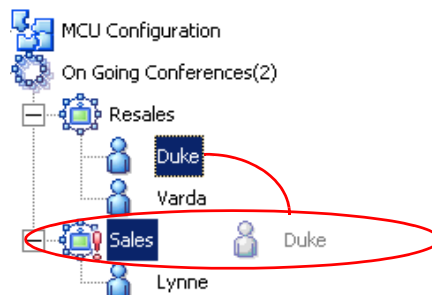 MCU Configuration
On Going Conferences(2)
Resales
Duke
Varda
Sales Duke
Lynne